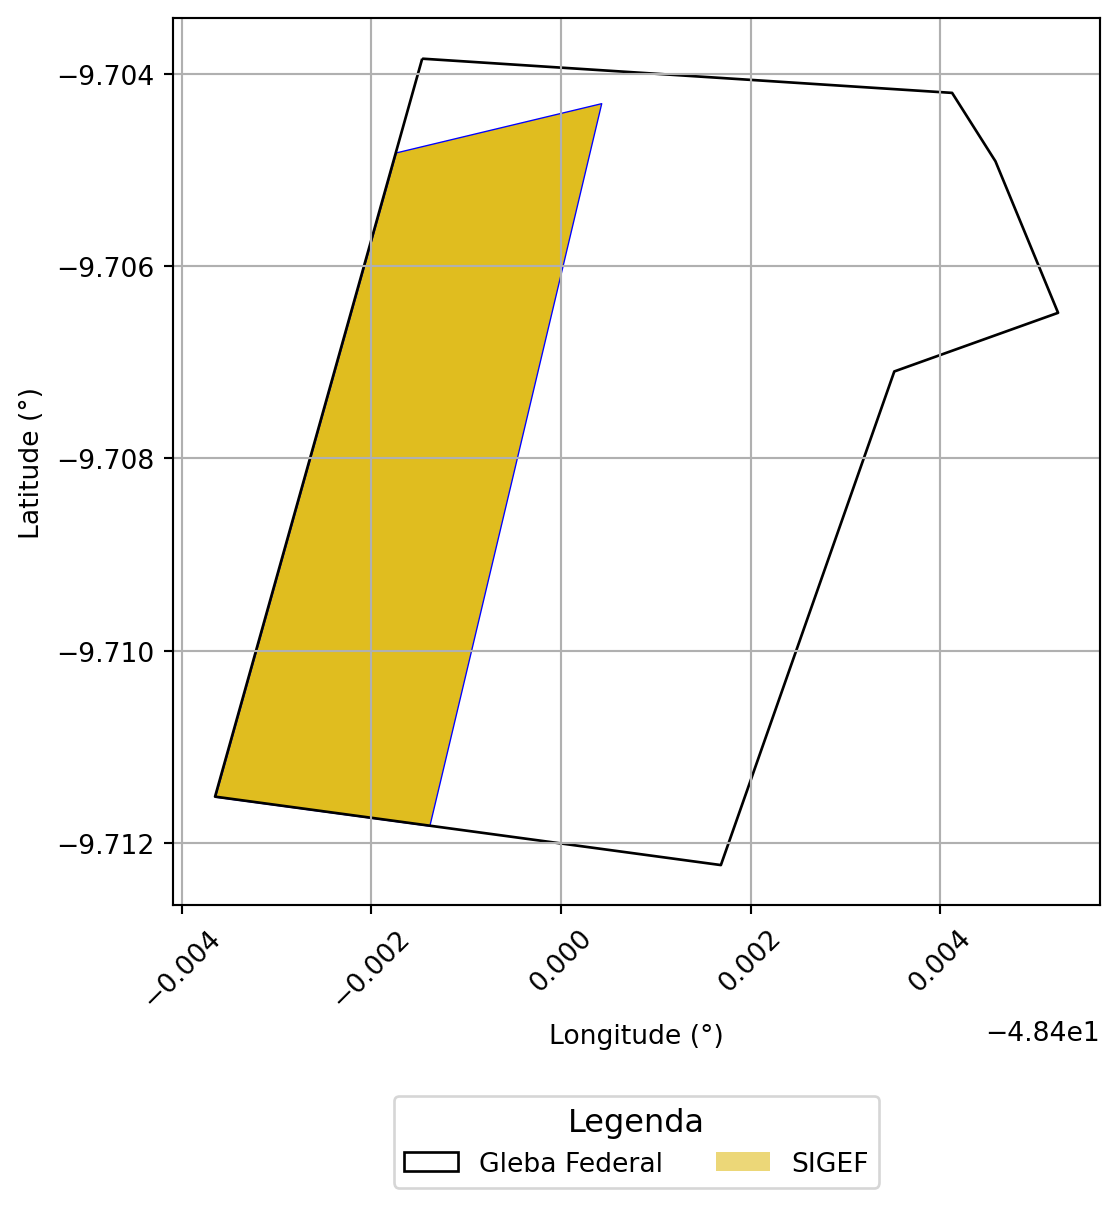 −9.704
−9.706
−9.708
−9.710
−9.712
Latitude (°)
−0.004
−0.002
0.000
0.002
0.004
Longitude (°)
−4.84e1
Legenda
Gleba Federal
SIGEF